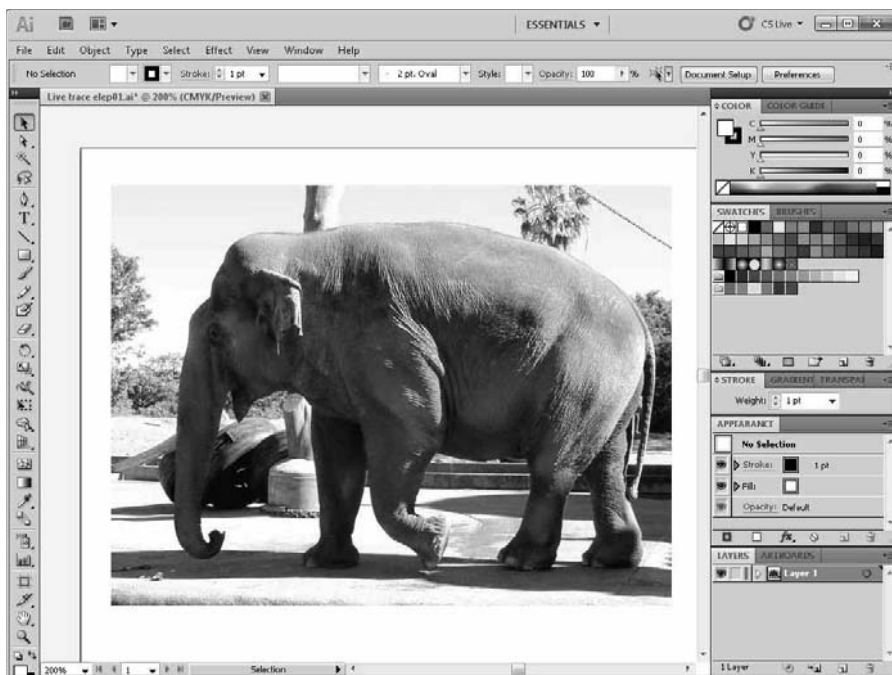 Ai Br ESSENTIALS CS Live
File Edit Object Type Select Effect View Window Help
No Selection Stroke: 1 pt 2 pt. Oval Style: Opacity: 100 % Document Setup Preferences
Live trace elep01.ai* @ 200% (CMYK/Preview)
COLOR COLOR GUIDE
C 0 %
M 0 %
Y 0 %
K 0 %
SWATCHES BRUSHES
STROKE GRADIENT TRANSPAR
Weight: 1 pt
APPEARANCE
No Selection
Stroke: 1 pt
Fill:
Opacity: Default
fx
LAYERS ARTBOARDS
Layer 1
200% 1 Selection 1 Layer